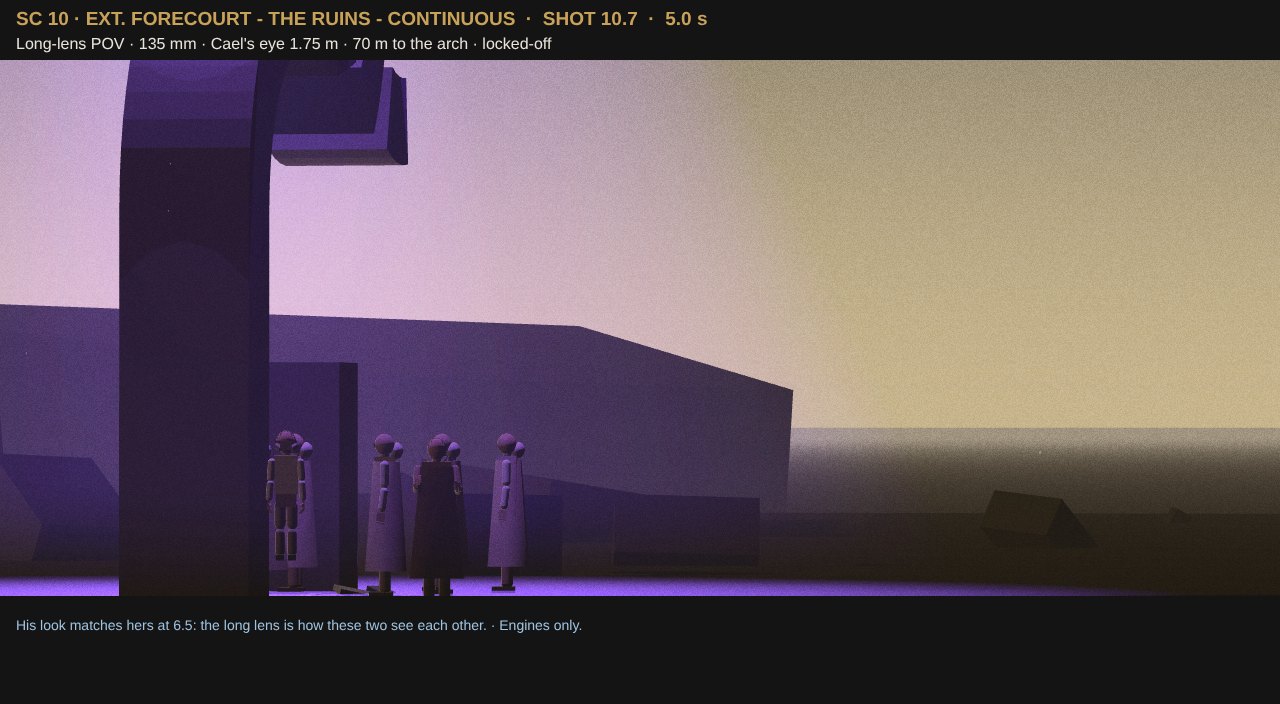 SC 10 · EXT. FORECOURT - THE RUINS - CONTINUOUS · SHOT 10.7 · 5.0 s
Long-lens POV · 135 mm · Cael's eye 1.75 m · 70 m to the arch · locked-off
His look matches hers at 6.5: the long lens is how these two see each other. · Engines only.